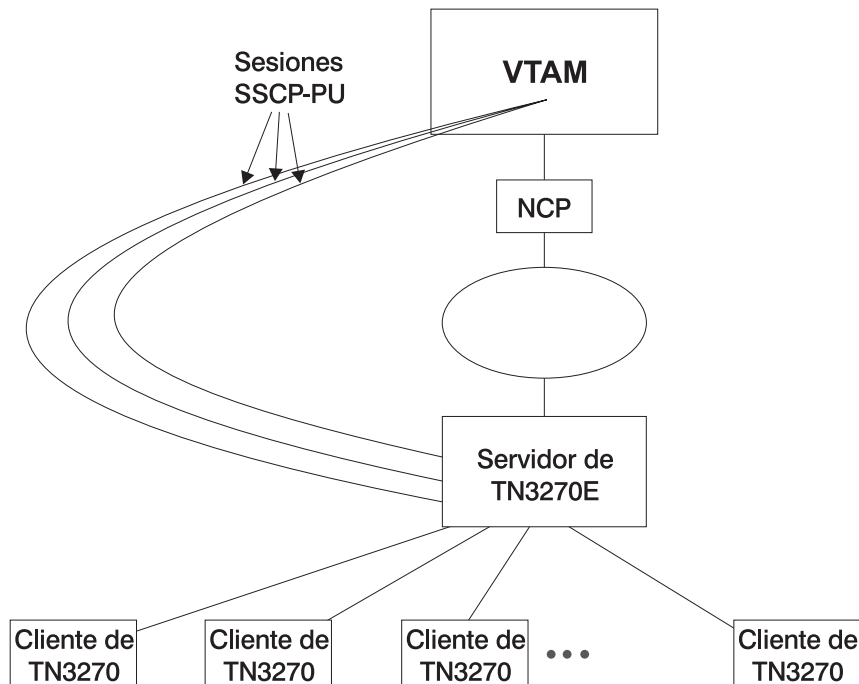 Sesiones
SSCP-PU
VTAM
NCP
Servidor de
TN3270E
Cliente de
TN3270
Cliente de
TN3270
Cliente de
TN3270
•••
Cliente de
TN3270